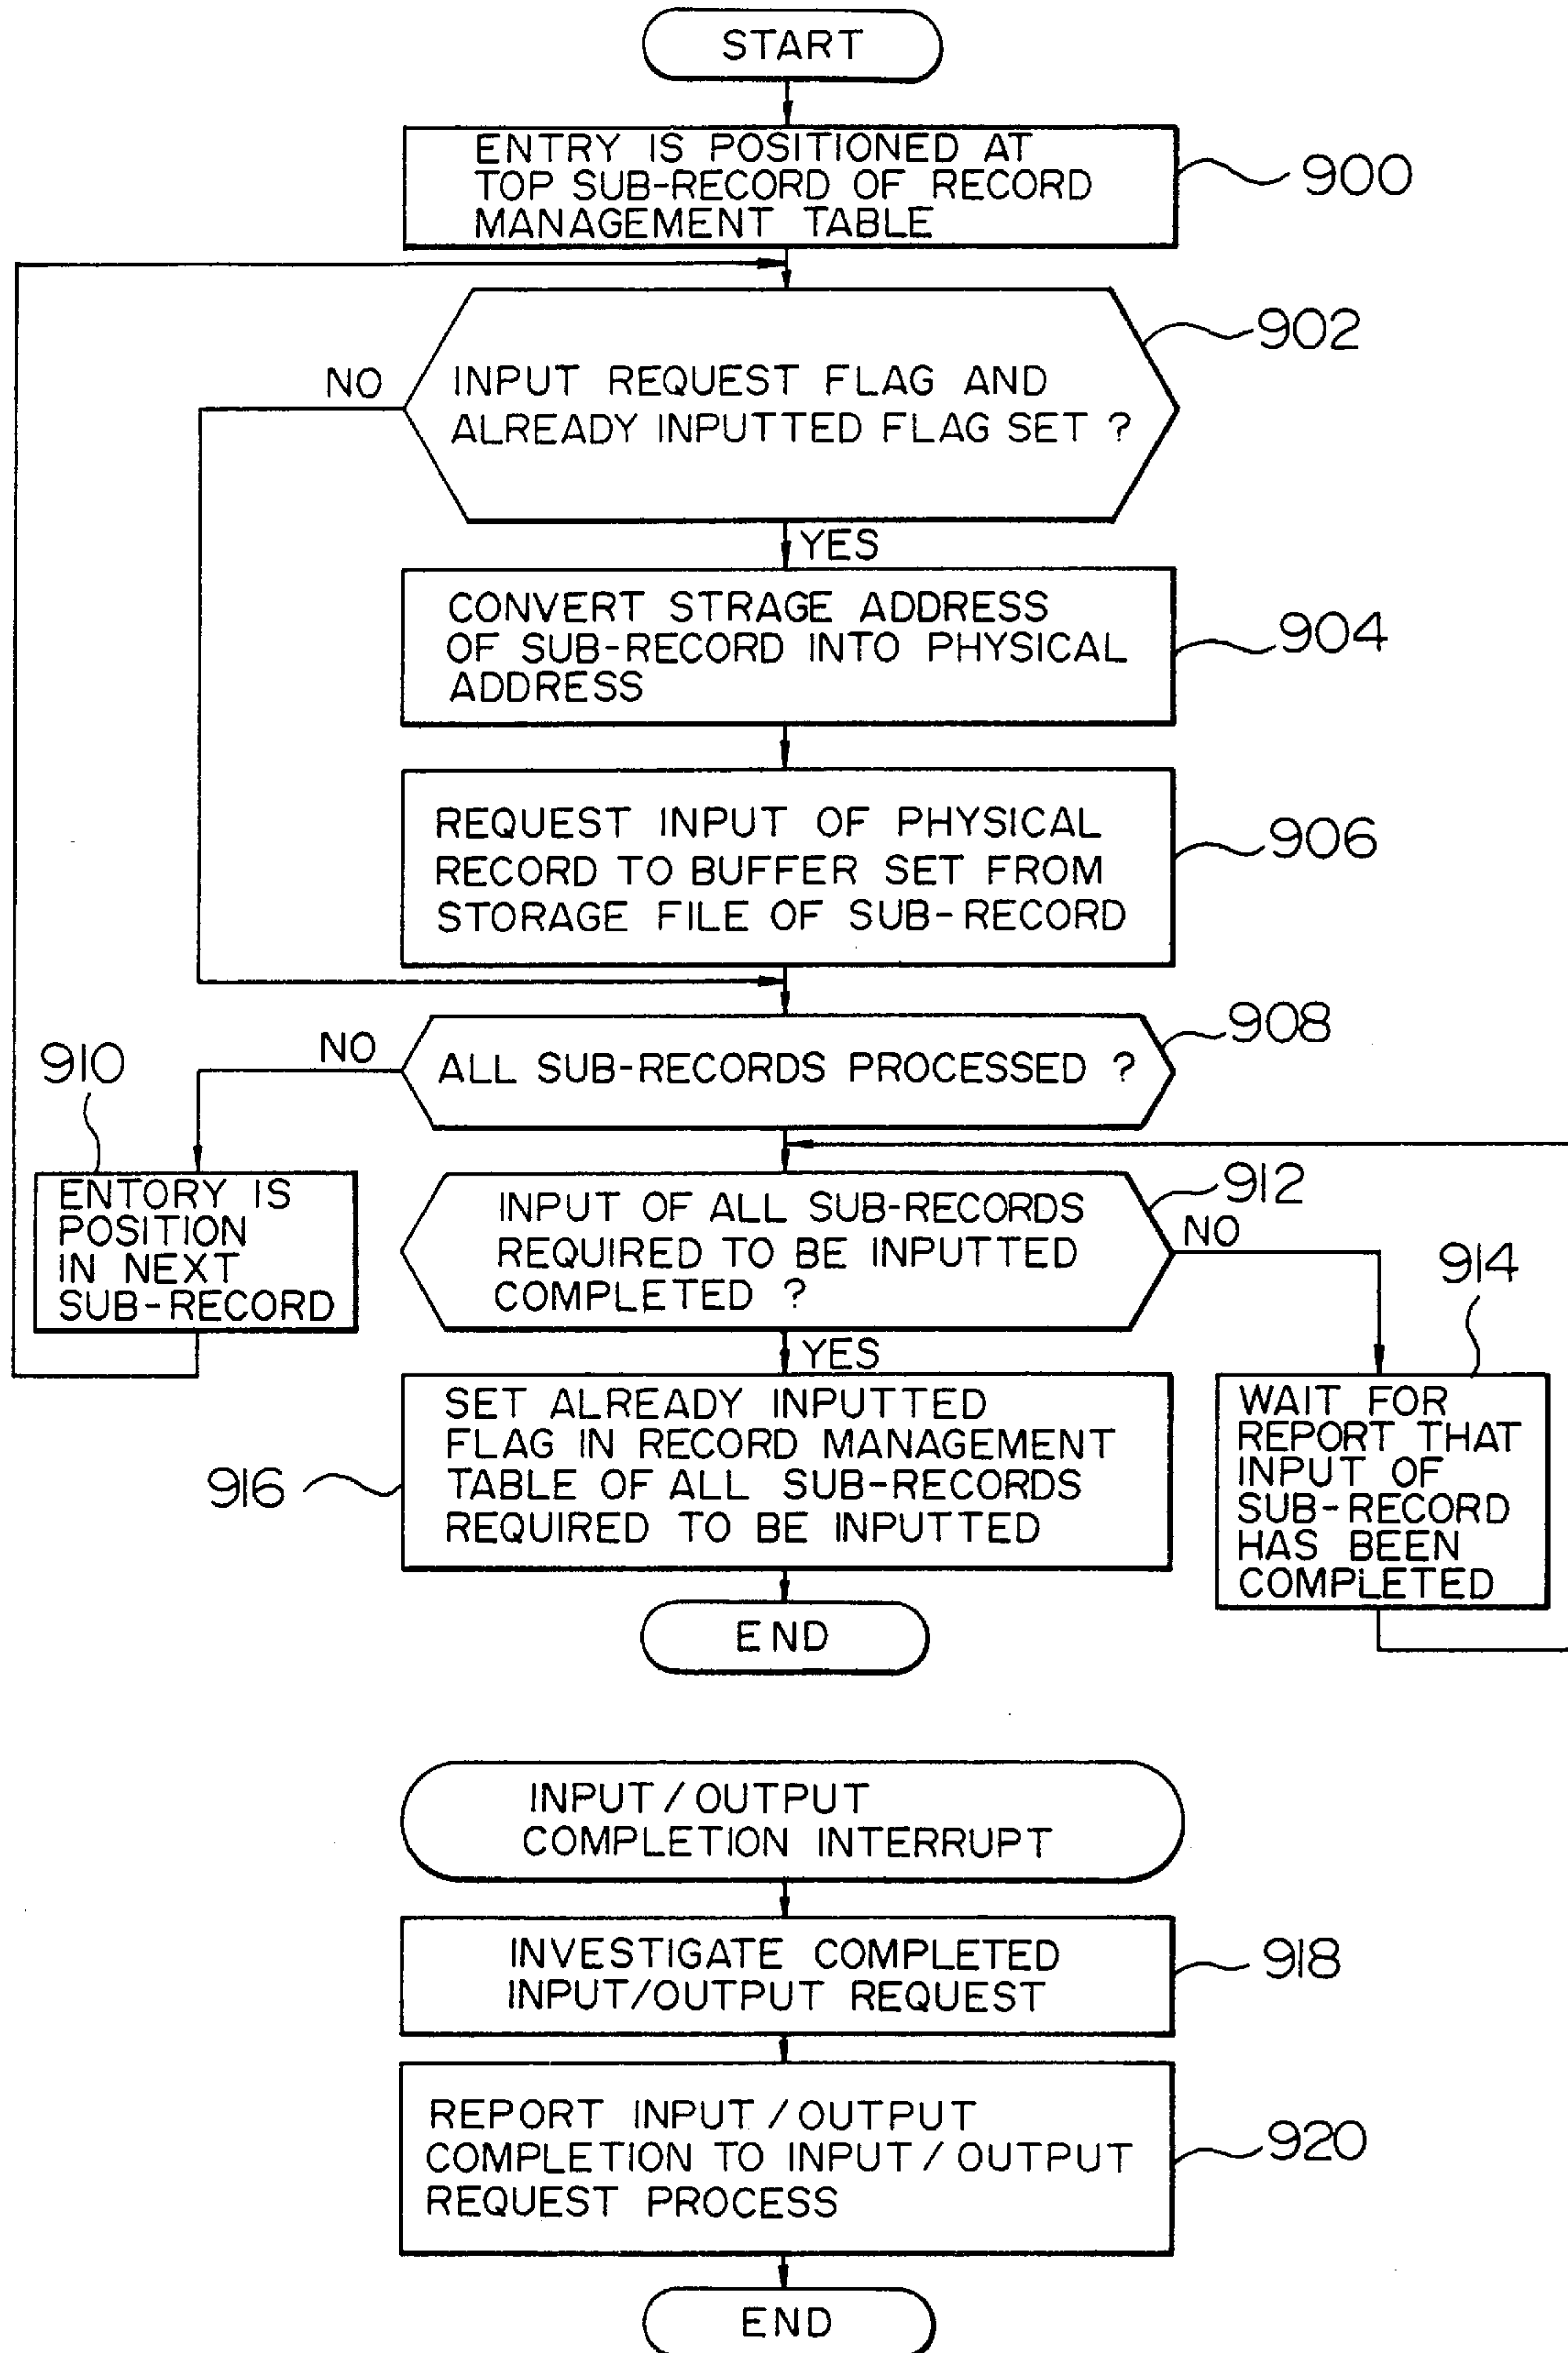 START
ENTRY IS POSITIONED AT
TOP SUB-RECORD OF RECORD
MANAGEMENT TABLE
900
902
NO
INPUT REQUEST FLAG AND
ALREADY INPUTTED FLAG SET ?
YES
CONVERT STRAGE ADDRESS
OF SUB-RECORD INTO PHYSICAL
ADDRESS
904
REQUEST INPUT OF PHYSICAL
RECORD TO BUFFER SET FROM
STORAGE FILE OF SUB-RECORD
906
908
NO
ALL SUB-RECORDS PROCESSED ?
910
ENTORY IS
POSITION
IN NEXT
SUB-RECORD
912
INPUT OF ALL SUB-RECORDS
REQUIRED TO BE INPUTTED
COMPLETED ?
NO
914
YES
SET ALREADY INPUTTED
FLAG IN RECORD MANAGEMENT
TABLE OF ALL SUB-RECORDS
REQUIRED TO BE INPUTTED
916
WAIT FOR
REPORT THAT
INPUT OF
SUB-RECORD
HAS BEEN
COMPLETED
END
INPUT/OUTPUT
COMPLETION INTERRUPT
INVESTIGATE COMPLETED
INPUT/OUTPUT REQUEST
918
REPORT INPUT/OUTPUT
COMPLETION TO INPUT/OUTPUT
REQUEST PROCESS
920
END